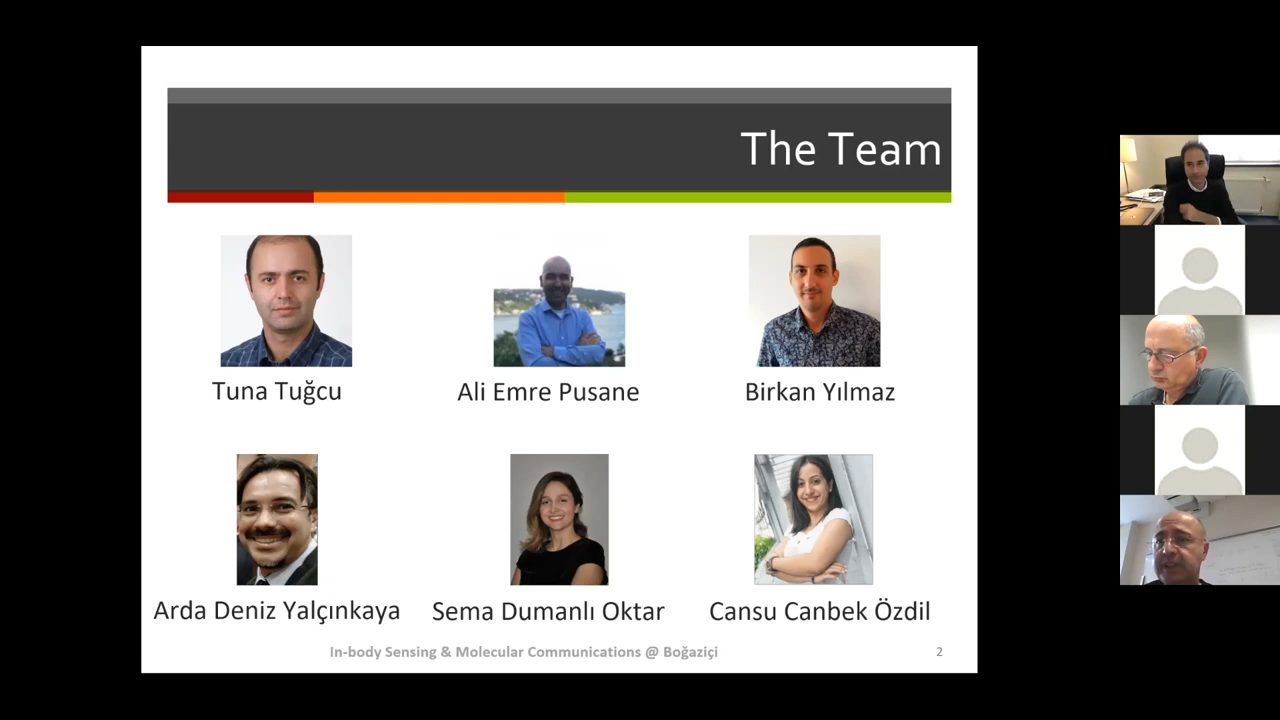 The Team
Tuna Tuğcu
Ali Emre Pusane
Birkan Yılmaz
Arda Deniz Yalçınkaya
Sema Dumanlı Oktar
Cansu Canbek Özdil
In-body Sensing & Molecular Communications @ Boğaziçi
2